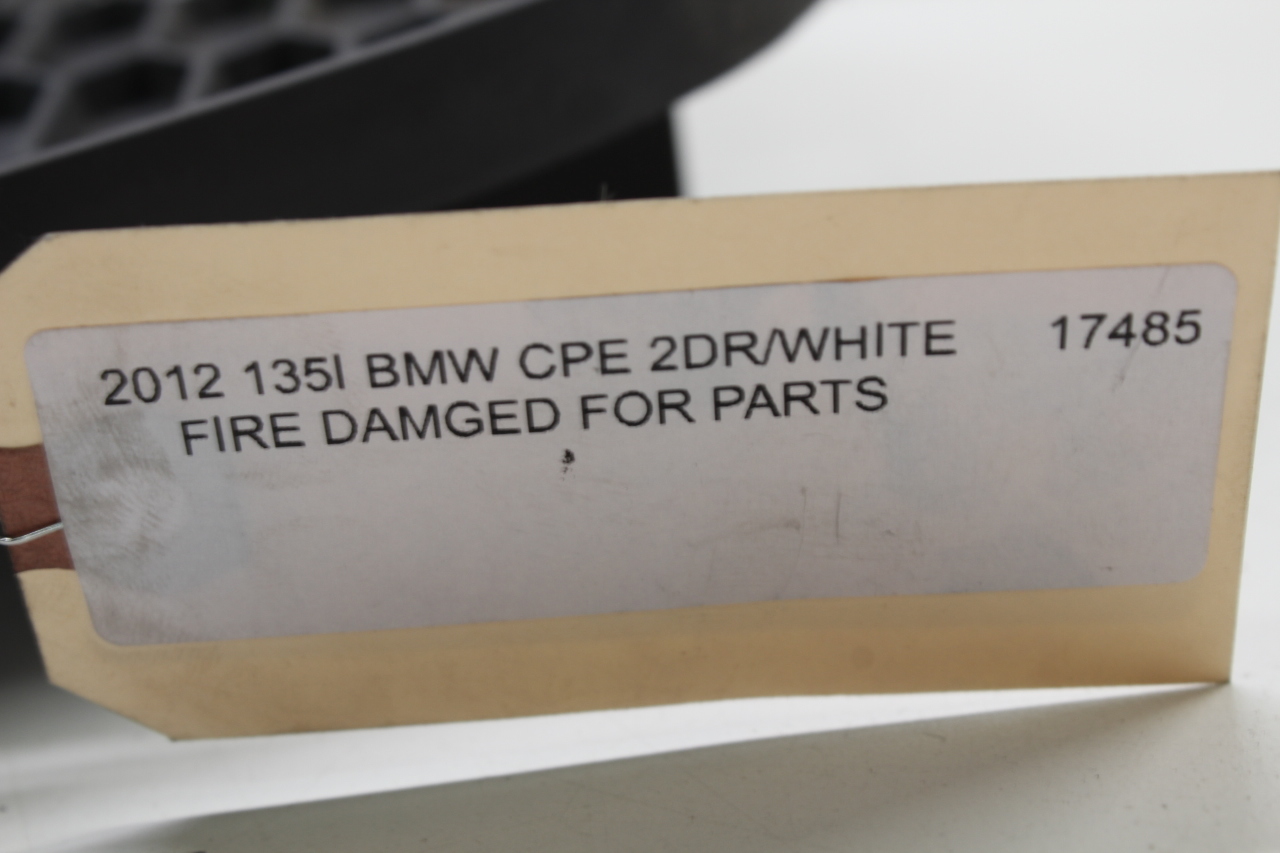 2012 135I BMW CPE 2DR/WHITE 17485
FIRE DAMGED FOR PARTS